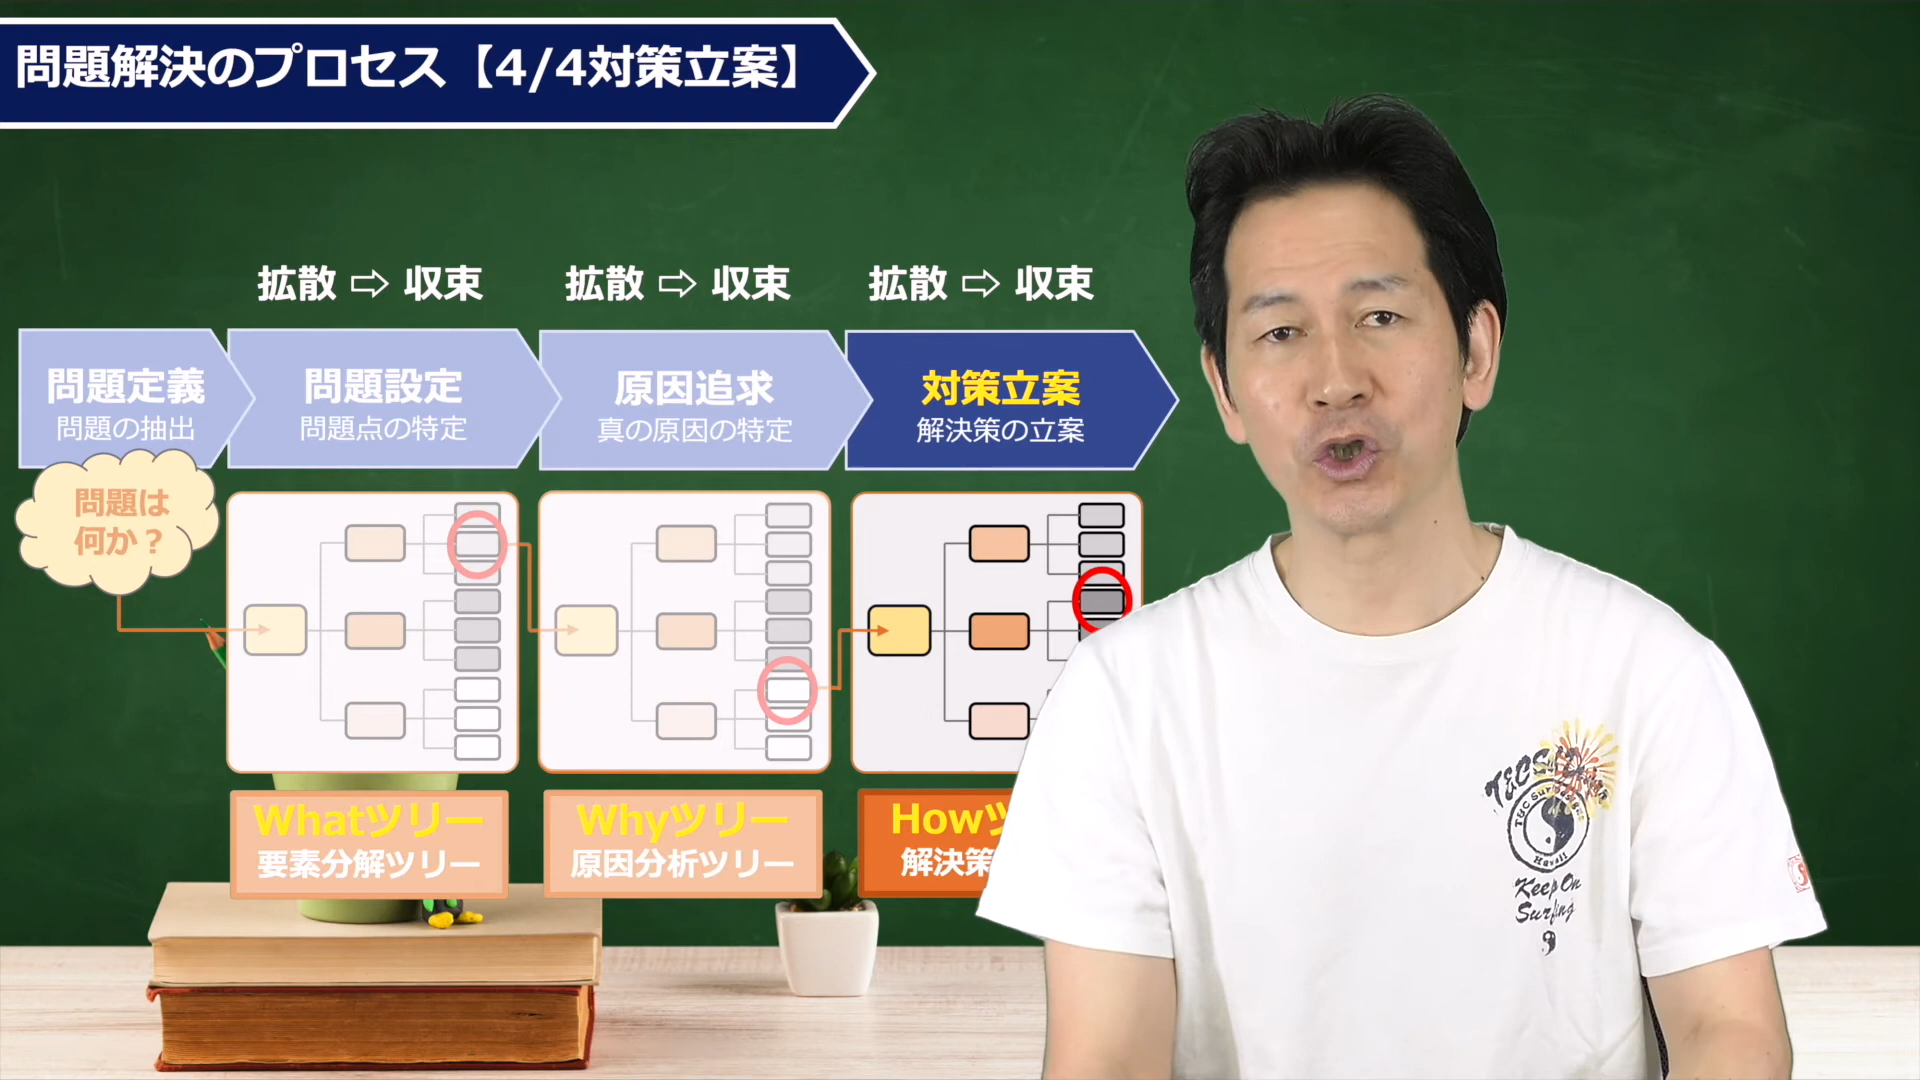 問題解決のプロセス【4/4対策立案】
拡散 ⇨ 収束
拡散 ⇨ 収束
拡散 ⇨ 収束
問題定義
問題の抽出
問題設定
問題点の特定
原因追求
真の原因の特定
対策立案
解決策の立案
問題は
何か？
Whatツリー
要素分解ツリー
Whyツリー
原因分析ツリー
Howツ
解決策
Hawaii
Keep On
Surfing